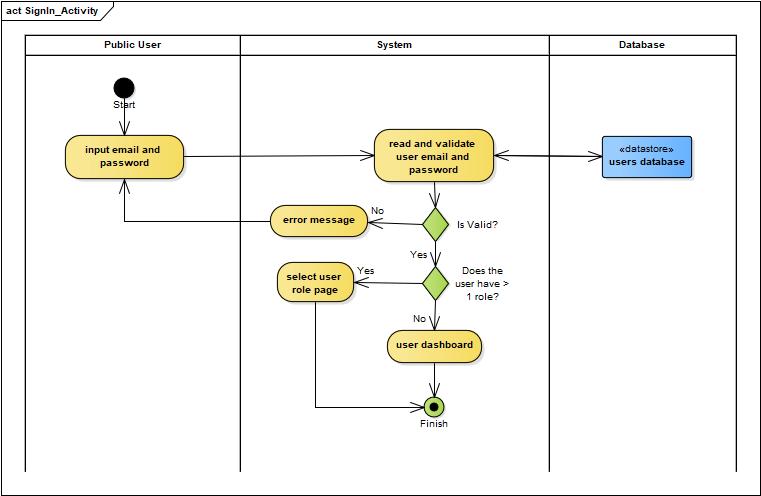 act SignIn_Activity
Public User
System
Database
Start
input email and
password
read and validate
user email and
password
«datastore»
users database
error message
No
Is Valid?
Yes
select user
role page
Yes
Does the
user have >
1 role?
No
user dashboard
Finish